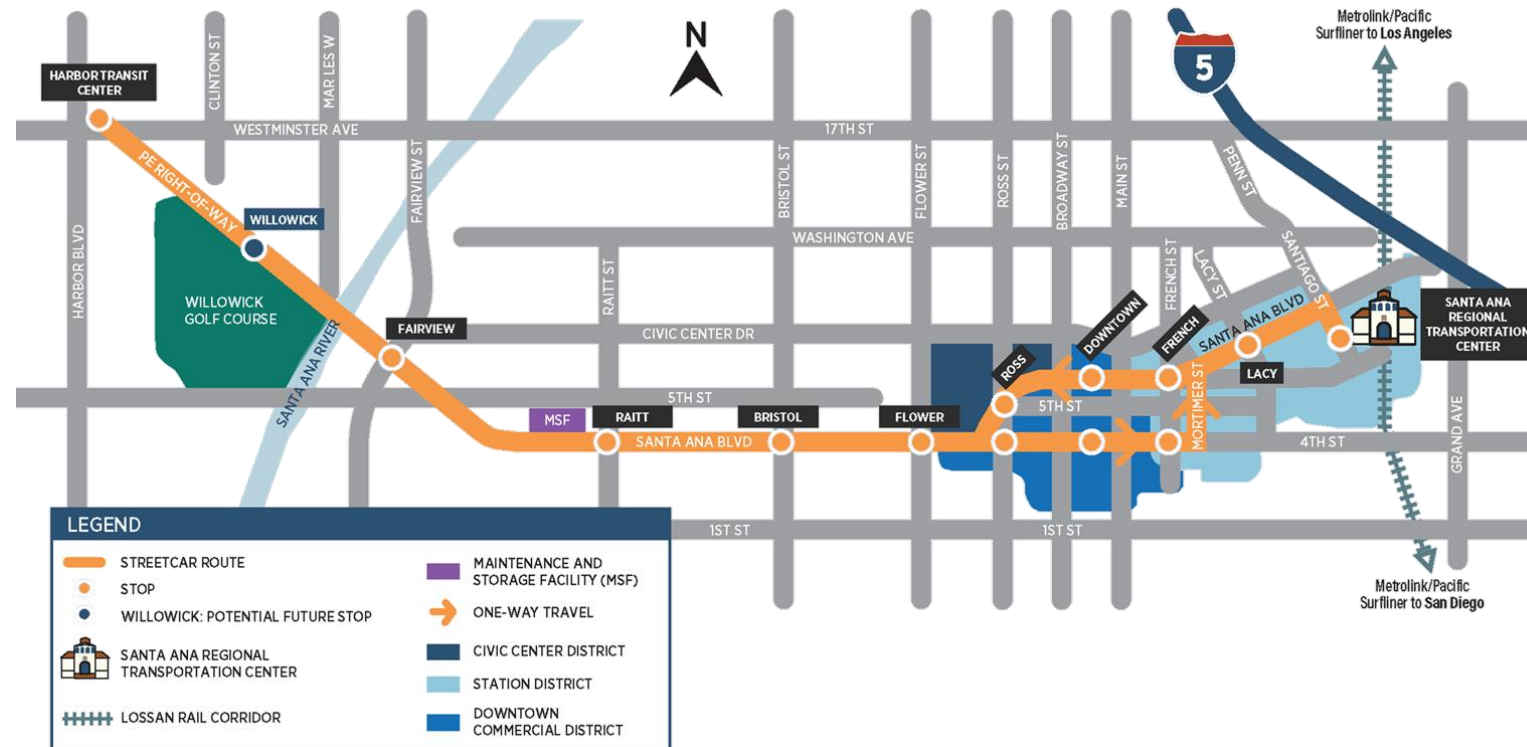 Metrolink/Pacific
Surfliner to Los Angeles
N
5
HARBOR TRANSIT
CENTER
CLINTON ST
MAR LES W
WESTMINSTER AVE
17TH ST
PE RIGHT-OF-WAY
FAIRVIEW ST
BRISTOL ST
FLOWER ST
ROSS ST
BROADWAY ST
MAIN ST
PENN ST
WILLOWICK
HARBOR BLVD
WASHINGTON AVE
RAITT ST
FRENCH ST
LACY ST
SANTIAGO ST
WILLOWICK
GOLF COURSE
SANTA ANA RIVER
FAIRVIEW
CIVIC CENTER DR
DOWNTOWN
FRENCH
SANTA ANA BLVD
SANTA ANA
REGIONAL
TRANSPORTATION
CENTER
ROSS
LACY
5TH ST
5TH ST
MORTIMER ST
GRAND AVE
MSF
RAITT
BRISTOL
FLOWER
SANTA ANA BLVD
4TH ST
1ST ST
1ST ST
Metrolink/Pacific
Surfliner to San Diego
LEGEND
STREETCAR ROUTE
STOP
WILLOWICK: POTENTIAL FUTURE STOP
SANTA ANA REGIONAL
TRANSPORTATION CENTER
LOSSAN RAIL CORRIDOR
MAINTENANCE AND
STORAGE FACILITY (MSF)
ONE-WAY TRAVEL
CIVIC CENTER DISTRICT
STATION DISTRICT
DOWNTOWN
COMMERCIAL DISTRICT